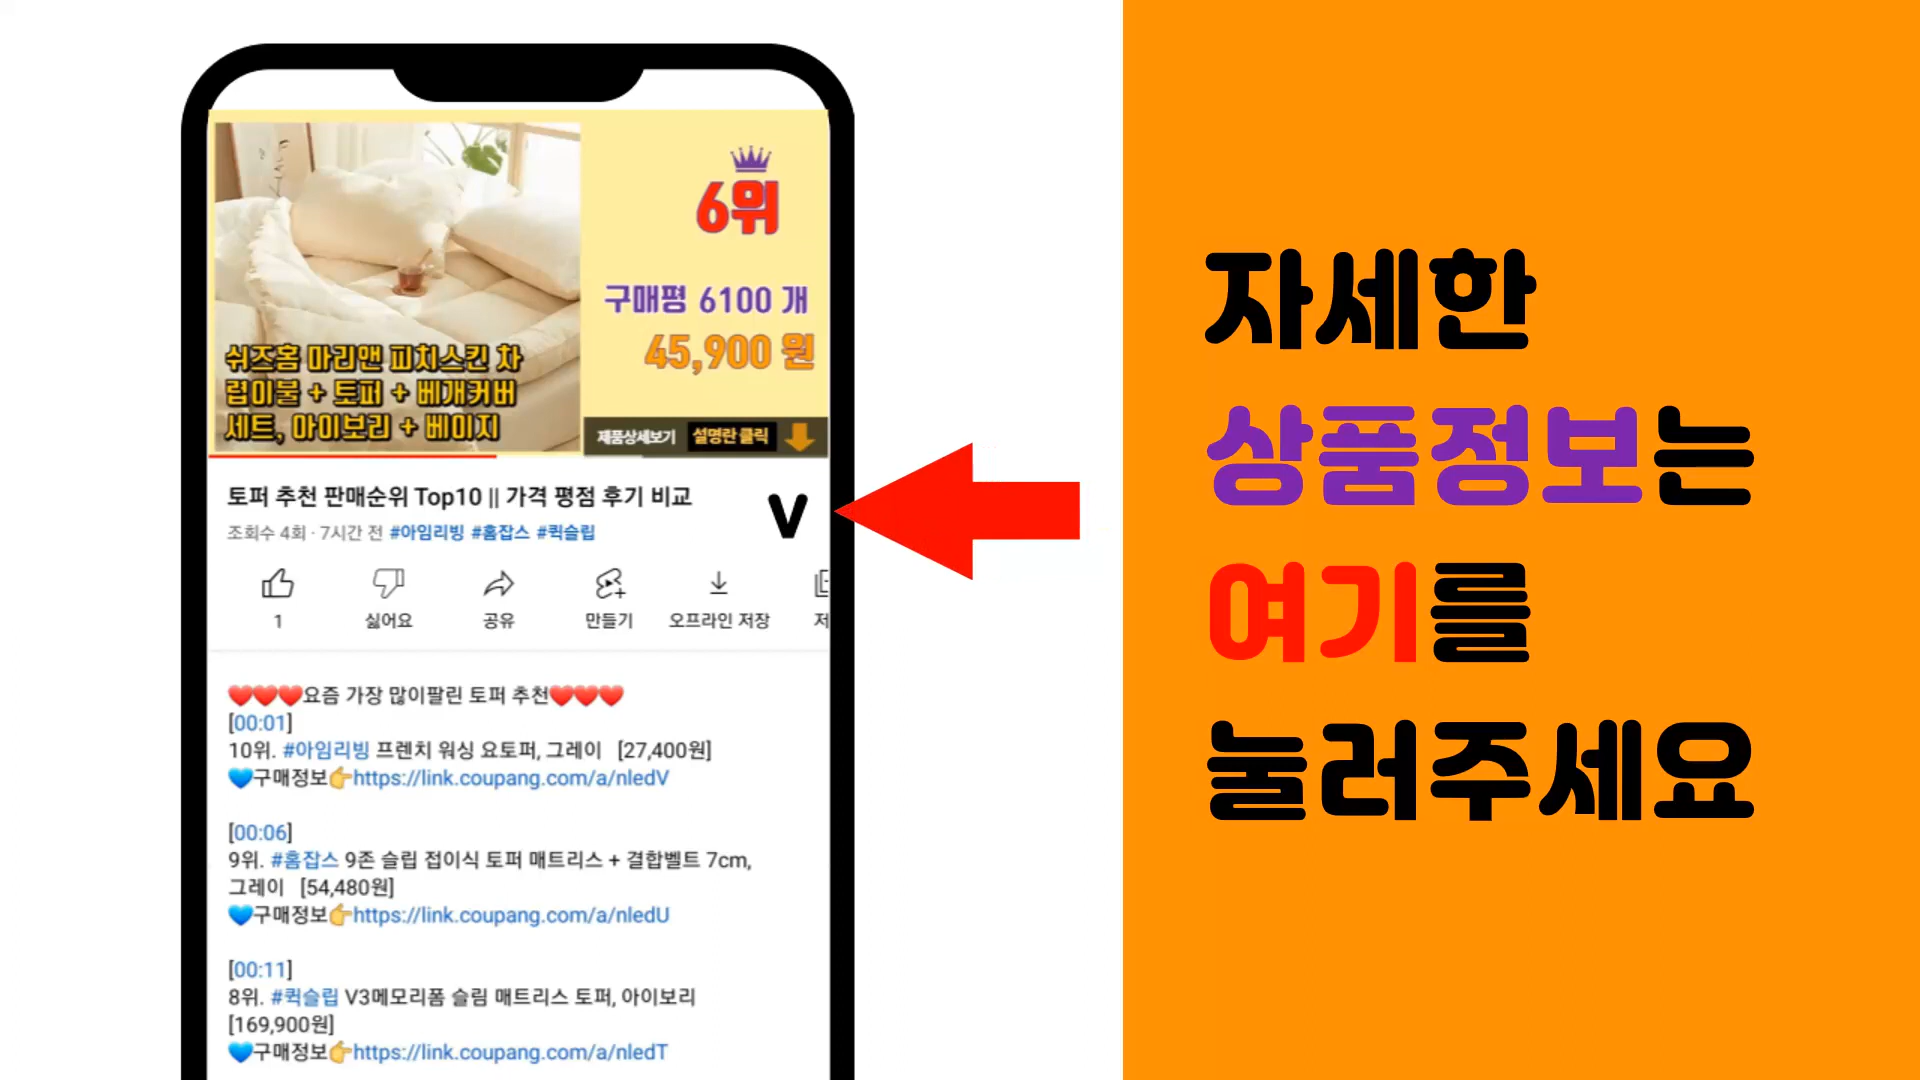 6위
구매평 6100 개
45,900 원
쉬즈홈 마리앤 피치스킨 차
렵이불 + 토퍼 + 베개커버
세트, 아이보리 + 베이지
제품상세보기 설명란 클릭
토퍼 추천 판매순위 Top10 || 가격 평점 후기 비교
V
조회수 4회 · 7시간 전 #아임리빙 #홈잡스 #퀵슬립
1 싫어요 공유 만들기 오프라인 저장 저
❤❤❤요즘 가장 많이팔린 토퍼 추천❤❤❤
[00:01]
10위. #아임리빙 프렌치 워싱 요토퍼, 그레이 [27,400원]
💙구매정보👉https://link.coupang.com/a/nledV
[00:06]
9위. #홈잡스 9존 슬립 접이식 토퍼 매트리스 + 결합벨트 7cm,
그레이 [54,480원]
💙구매정보👉https://link.coupang.com/a/nledU
[00:11]
8위. #퀵슬립 V3메모리폼 슬림 매트리스 토퍼, 아이보리
[169,900원]
💙구매정보👉https://link.coupang.com/a/nledT
자세한
상품정보는
여기를
눌러주세요